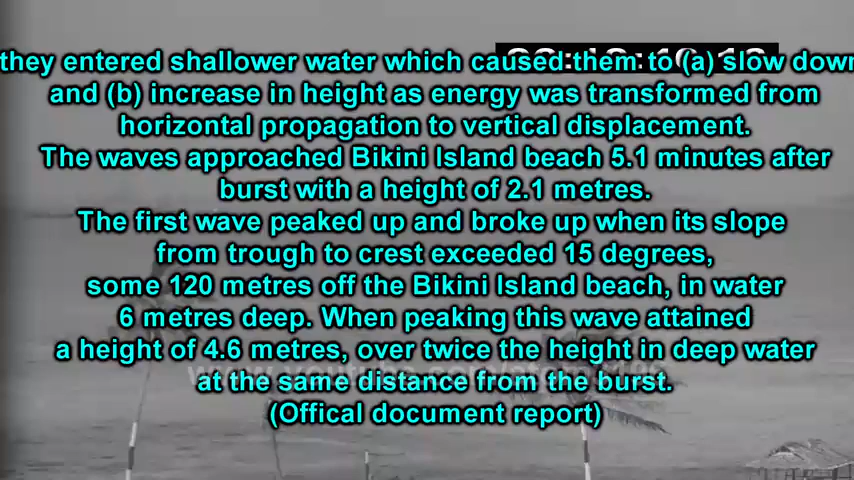 they entered shallower water which caused them to (a) slow down
and (b) increase in height as energy was transformed from
horizontal propagation to vertical displacement.
The waves approached Bikini Island beach 5.1 minutes after
burst with a height of 2.1 metres.
The first wave peaked up and broke up when its slope
from trough to crest exceeded 15 degrees,
some 120 metres off the Bikini Island beach, in water
6 metres deep. When peaking this wave attained
a height of 4.6 metres, over twice the height in deep water
at the same distance from the burst.
(Offical document report)